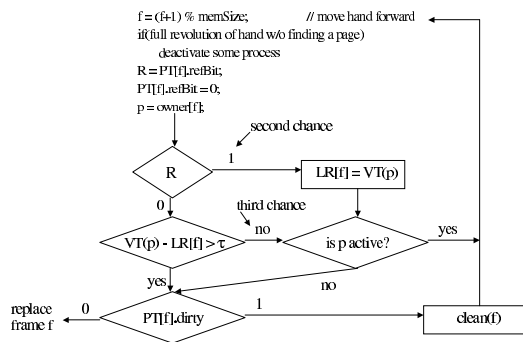 f = (f+1) % memSize; // move hand forward
if(full revolution of hand w/o finding a page)
deactivate some process
R = PT[f].refBit;
PT[f].refBit = 0;
p = owner[f];
second chance
R
1
LR[f] = VT(p)
0
third chance
VT(p) - LR[f] > τ
no
is p active?
yes
yes
no
replace
frame f
0
PT[f].dirty
1
clean(f)